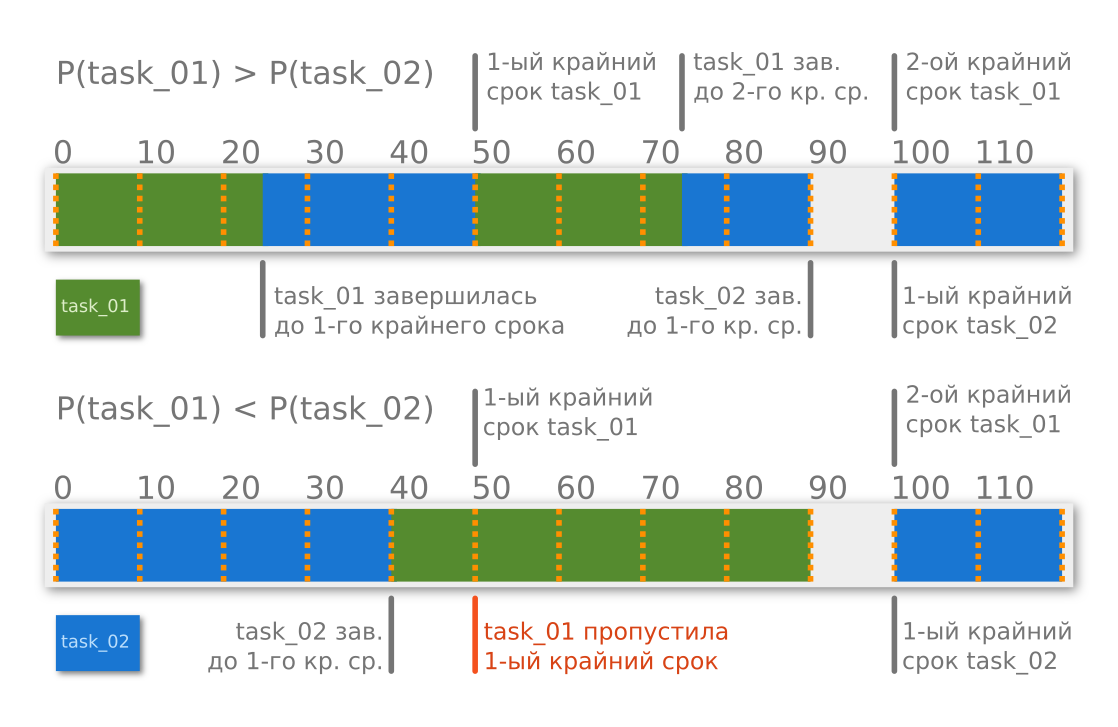 P(task_01) > P(task_02)
1-ый крайний
срок task_01
task_01 зав.
до 2-го кр. ср.
2-ой крайний
срок task_01
0 10 20 30 40 50 60 70 80 90 100 110
task_01
task_01 завершилась
до 1-го крайнего срока
task_02 зав.
до 1-го кр. ср.
1-ый крайний
срок task_02
P(task_01) < P(task_02)
1-ый крайний
срок task_01
2-ой крайний
срок task_01
0 10 20 30 40 50 60 70 80 90 100 110
task_02
task_02 зав.
до 1-го кр. ср.
task_01 пропустила
1-ый крайний срок
1-ый крайний
срок task_02